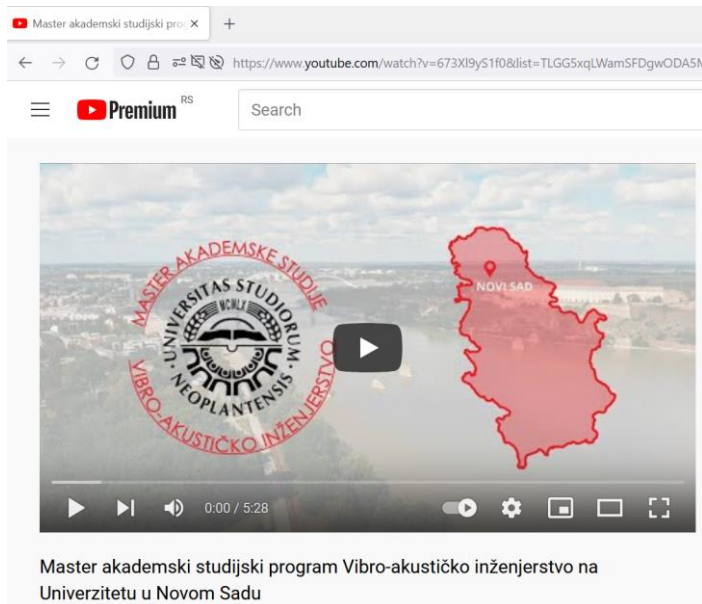 Master akademski studijski prog
https://www.youtube.com/watch?v=673Xl9yS1f0&list=TLGG5xqLWamSFDgwODA5M
Premium RS
Search
MASTER AKADEMSKE STUDIJE
UNIVERSITAS STUDIORUM
MCMLX
NEOPLANTENSIS
VIBRO-AKUSTIČKO INŽENJERSTVO
NOVI SAD
0:00 / 5:28
Master akademski studijski program Vibro-akustičko inženjerstvo na
Univerzitetu u Novom Sadu